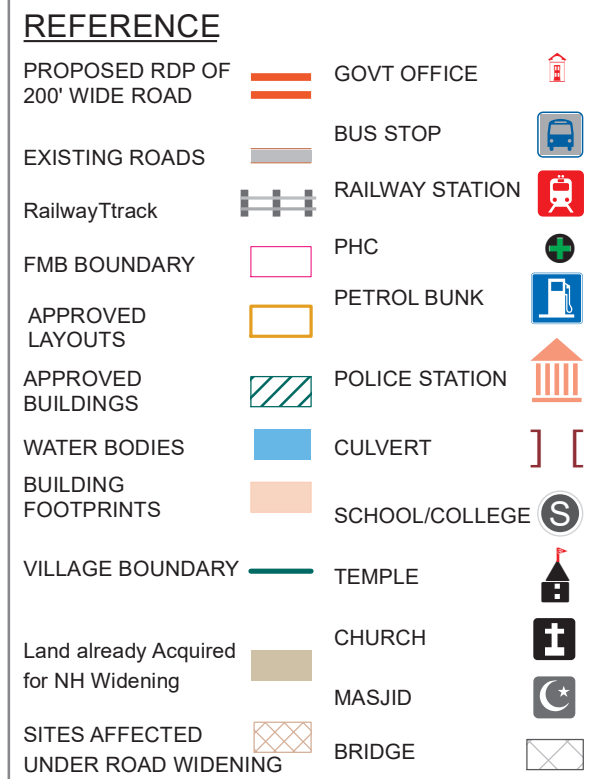 REFERENCE
PROPOSED RDP OF
200' WIDE ROAD
EXISTING ROADS
RailwayTtrack
FMB BOUNDARY
APPROVED
LAYOUTS
APPROVED
BUILDINGS
WATER BODIES
BUILDING
FOOTPRINTS
VILLAGE BOUNDARY
Land already Acquired
for NH Widening
SITES AFFECTED
UNDER ROAD WIDENING
GOVT OFFICE
BUS STOP
RAILWAY STATION
PHC
PETROL BUNK
POLICE STATION
CULVERT
SCHOOL/COLLEGE
S
TEMPLE
CHURCH
MASJID
BRIDGE